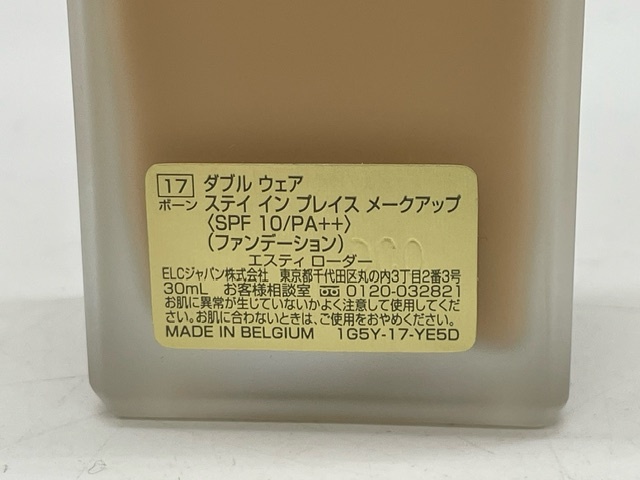 17 ダブル ウェア
ボーン ステイ イン プレイス メークアップ
〈SPF 10/PA++〉
(ファンデーション)
エスティ ローダー
ELCジャパン株式会社 東京都千代田区丸の内3丁目2番3号
30mL お客様相談室 0120-032821
お肌に異常が生じていないかよく注意して使用してくだ
さい。お肌に合わないときは、ご使用をおやめください。
MADE IN BELGIUM 1G5Y-17-YE5D